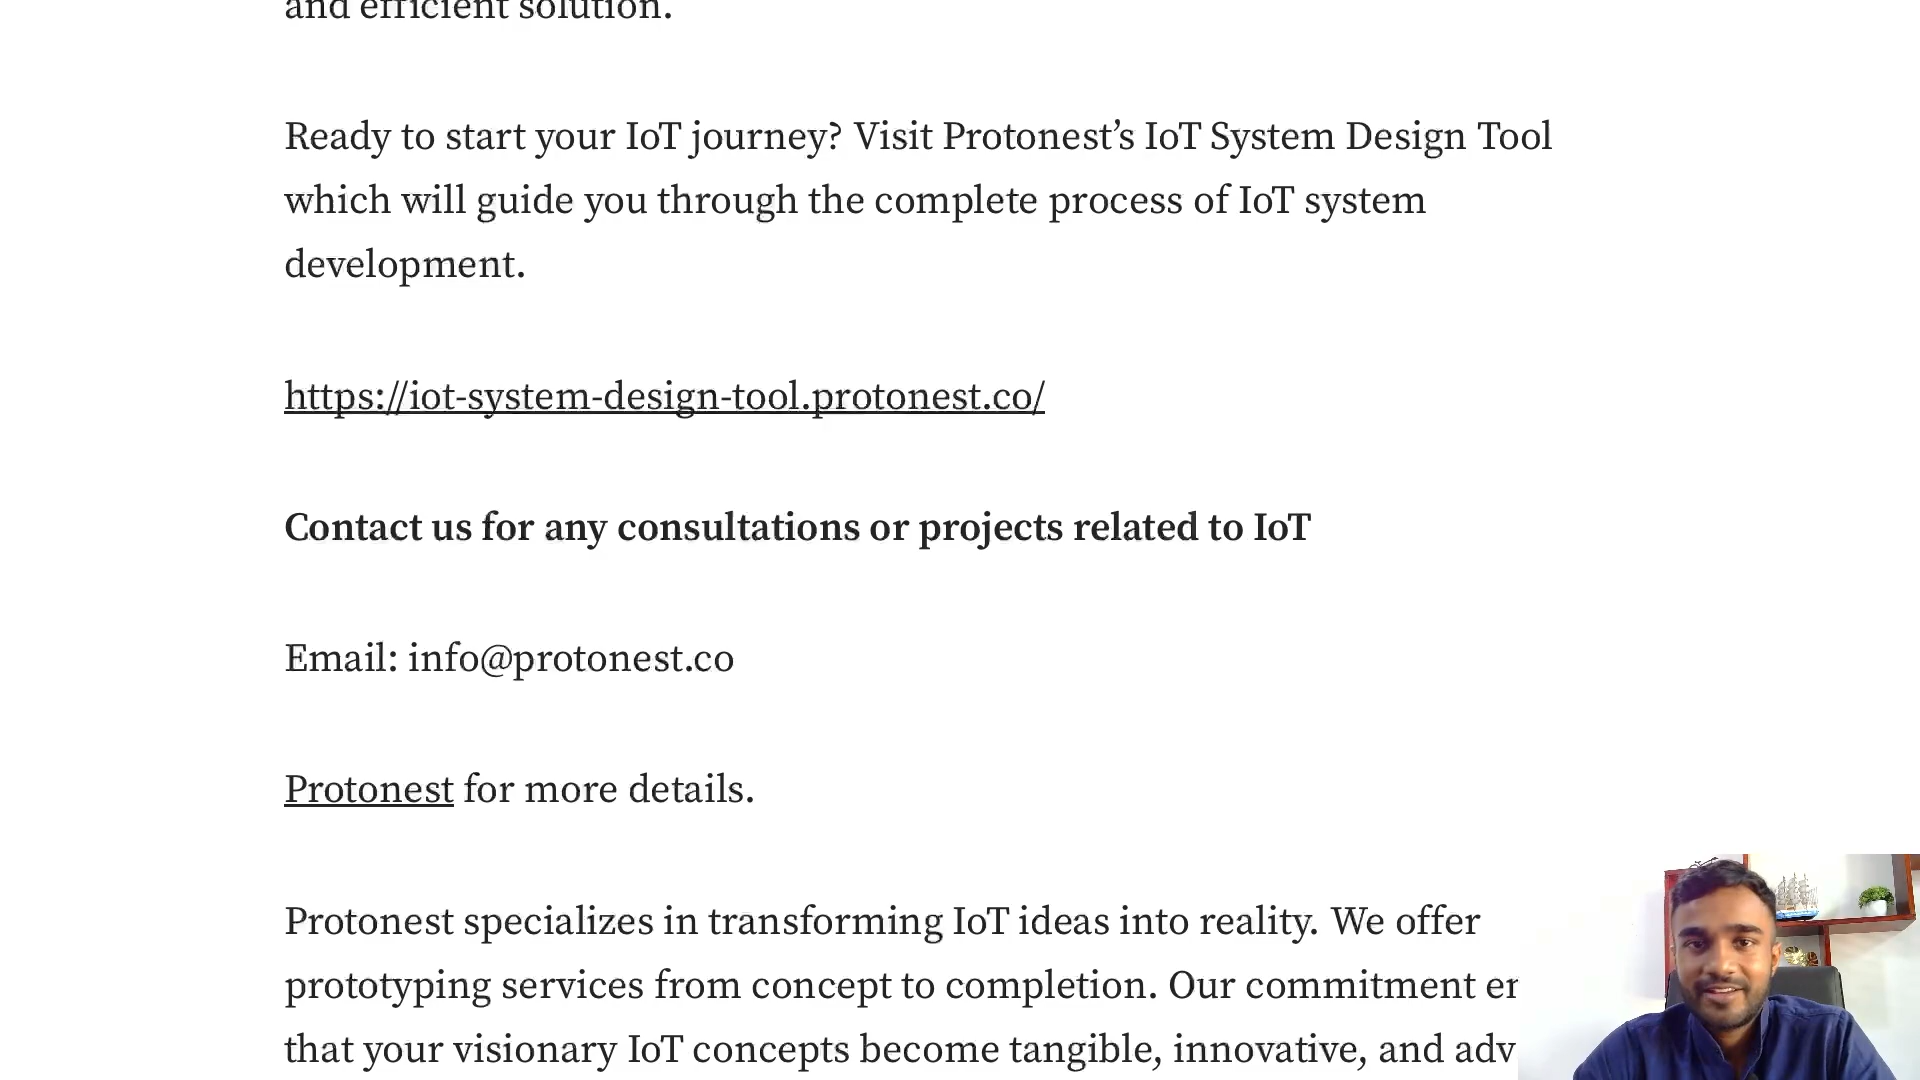 and efficient solution.
Ready to start your IoT journey? Visit Protonest’s IoT System Design Tool
which will guide you through the complete process of IoT system
development.
https://iot-system-design-tool.protonest.co/
Contact us for any consultations or projects related to IoT
Email: info@protonest.co
Protonest for more details.
Protonest specializes in transforming IoT ideas into reality. We offer
prototyping services from concept to completion. Our commitment
that your visionary IoT concepts become tangible, innovative, and